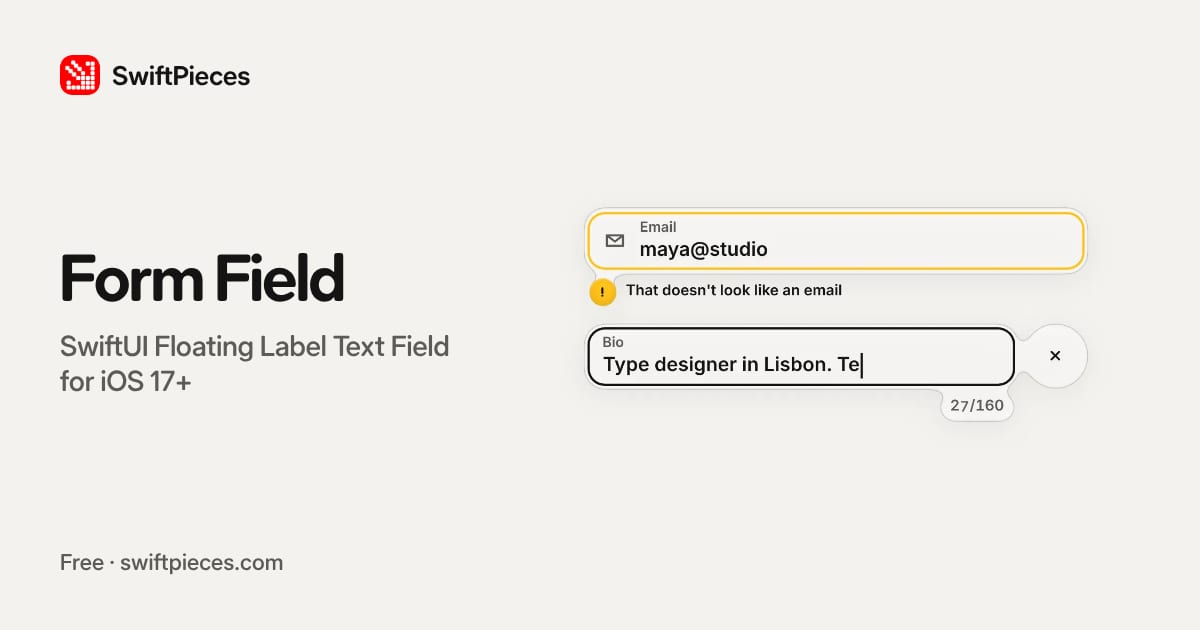 SwiftPieces
Form Field
SwiftUI Floating Label Text Field
for iOS 17+
Free · swiftpieces.com
Email
maya@studio
! That doesn't look like an email
Bio
Type designer in Lisbon. Te
27/160